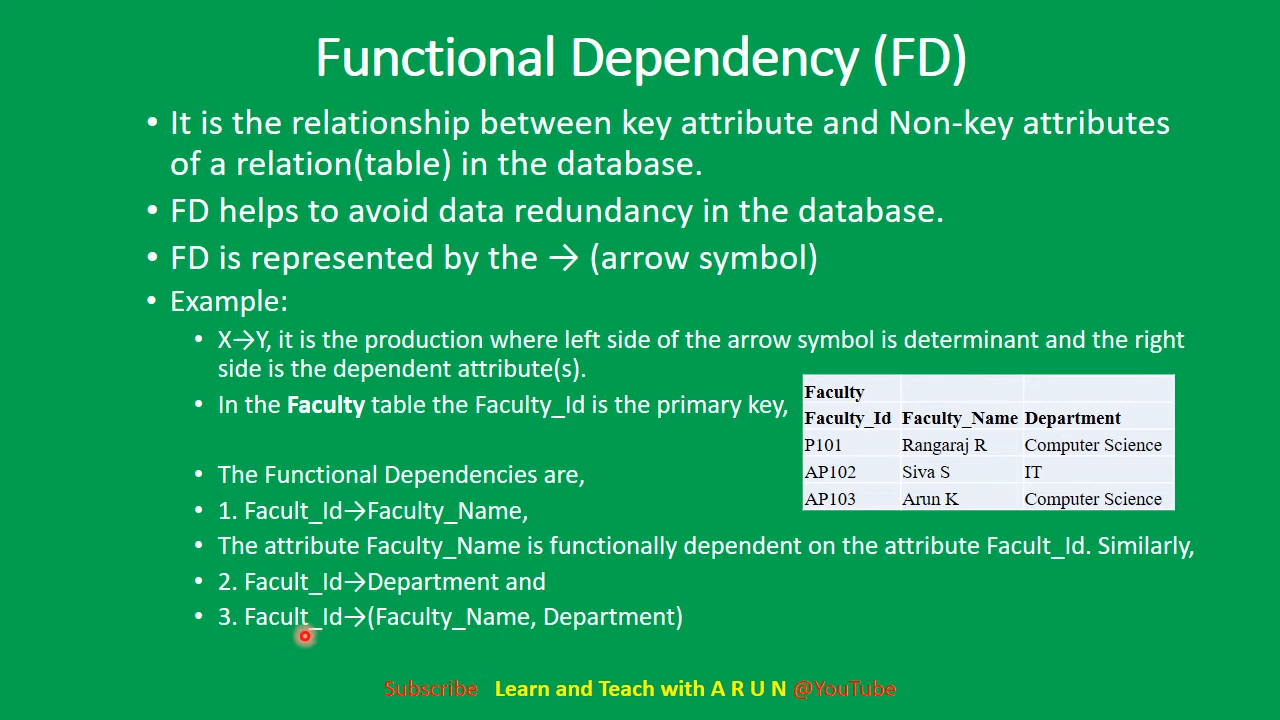 Functional Dependency (FD)
• It is the relationship between key attribute and Non-key attributes
of a relation(table) in the database.
• FD helps to avoid data redundancy in the database.
• FD is represented by the → (arrow symbol)
• Example:
• X→Y, it is the production where left side of the arrow symbol is determinant and the right
side is the dependent attribute(s).
• In the Faculty table the Faculty_Id is the primary key,
Faculty
Faculty_Id Faculty_Name Department
P101 Rangaraj R Computer Science
AP102 Siva S IT
AP103 Arun K Computer Science
• The Functional Dependencies are,
• 1. Facult_Id→Faculty_Name,
• The attribute Faculty_Name is functionally dependent on the attribute Facult_Id. Similarly,
• 2. Facult_Id→Department and
• 3. Facult_Id→(Faculty_Name, Department)
Subscribe Learn and Teach with A R U N @YouTube